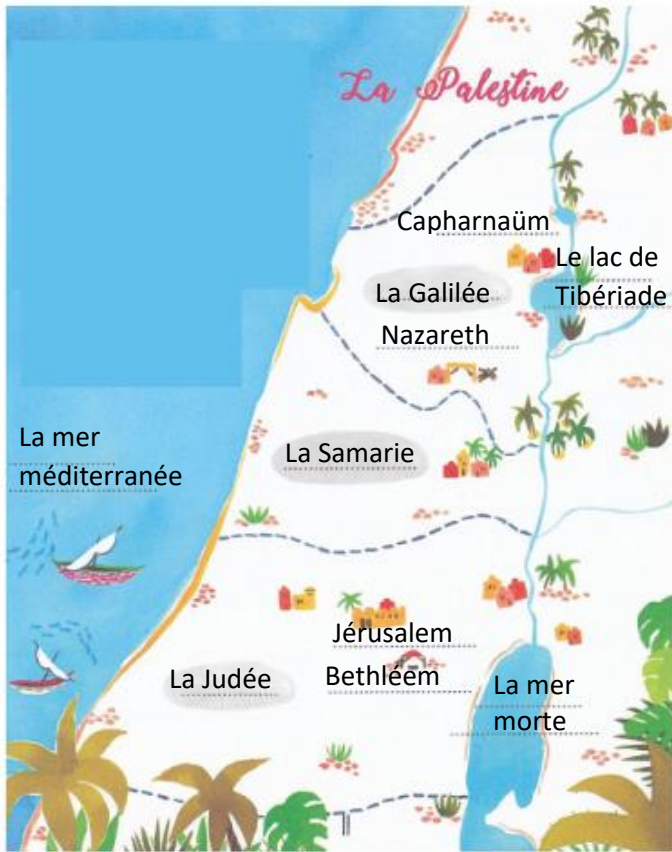 La Palestine
Capharnaüm
Le lac de
Tibériade
La Galilée
Nazareth
La mer
méditerranée
La Samarie
Jérusalem
Bethléem
La Judée
La mer
morte